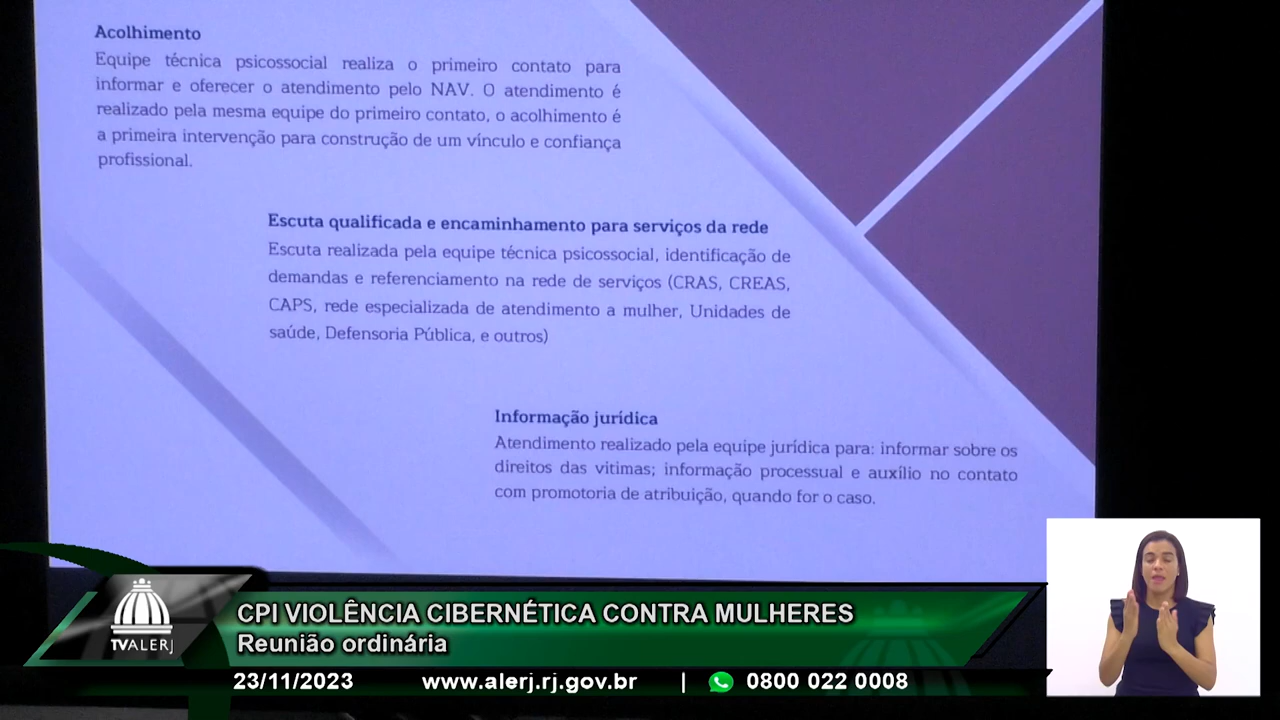 Acolhimento
Equipe técnica psicossocial realiza o primeiro contato para
informar e oferecer o atendimento pelo NAV. O atendimento é
realizado pela mesma equipe do primeiro contato, o acolhimento é
a primeira intervenção para construção de um vínculo e confiança
profissional.
Escuta qualificada e encaminhamento para serviços da rede
Escuta realizada pela equipe técnica psicossocial, identificação de
demandas e referenciamento na rede de serviços (CRAS, CREAS,
CAPS, rede especializada de atendimento a mulher, Unidades de
saúde, Defensoria Pública, e outros)
Informação jurídica
Atendimento realizado pela equipe jurídica para: informar sobre os
direitos das vitimas; informação processual e auxílio no contato
com promotoria de atribuição, quando for o caso.
CPI VIOLÊNCIA CIBERNÉTICA CONTRA MULHERES
Reunião ordinária
TVALERJ
23/11/2023 www.alerj.rj.gov.br | 0800 022 0008